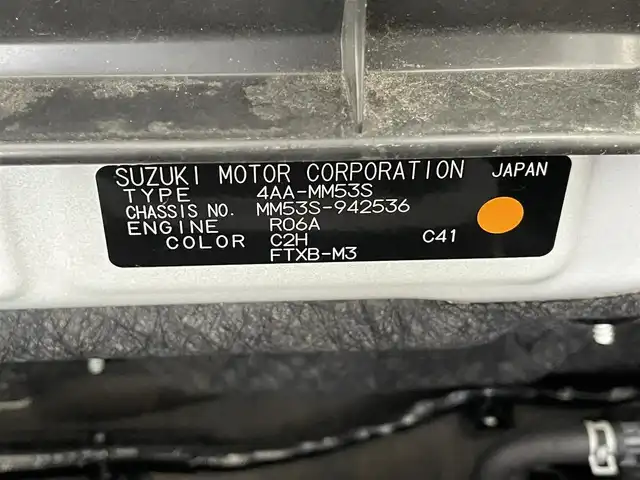 SUZUKI MOTOR CORPORATION JAPAN
TYPE 4AA-MM53S
CHASSIS NO. MM53S-942536
ENGINE R06A
COLOR C2H C41
FTXB-M3